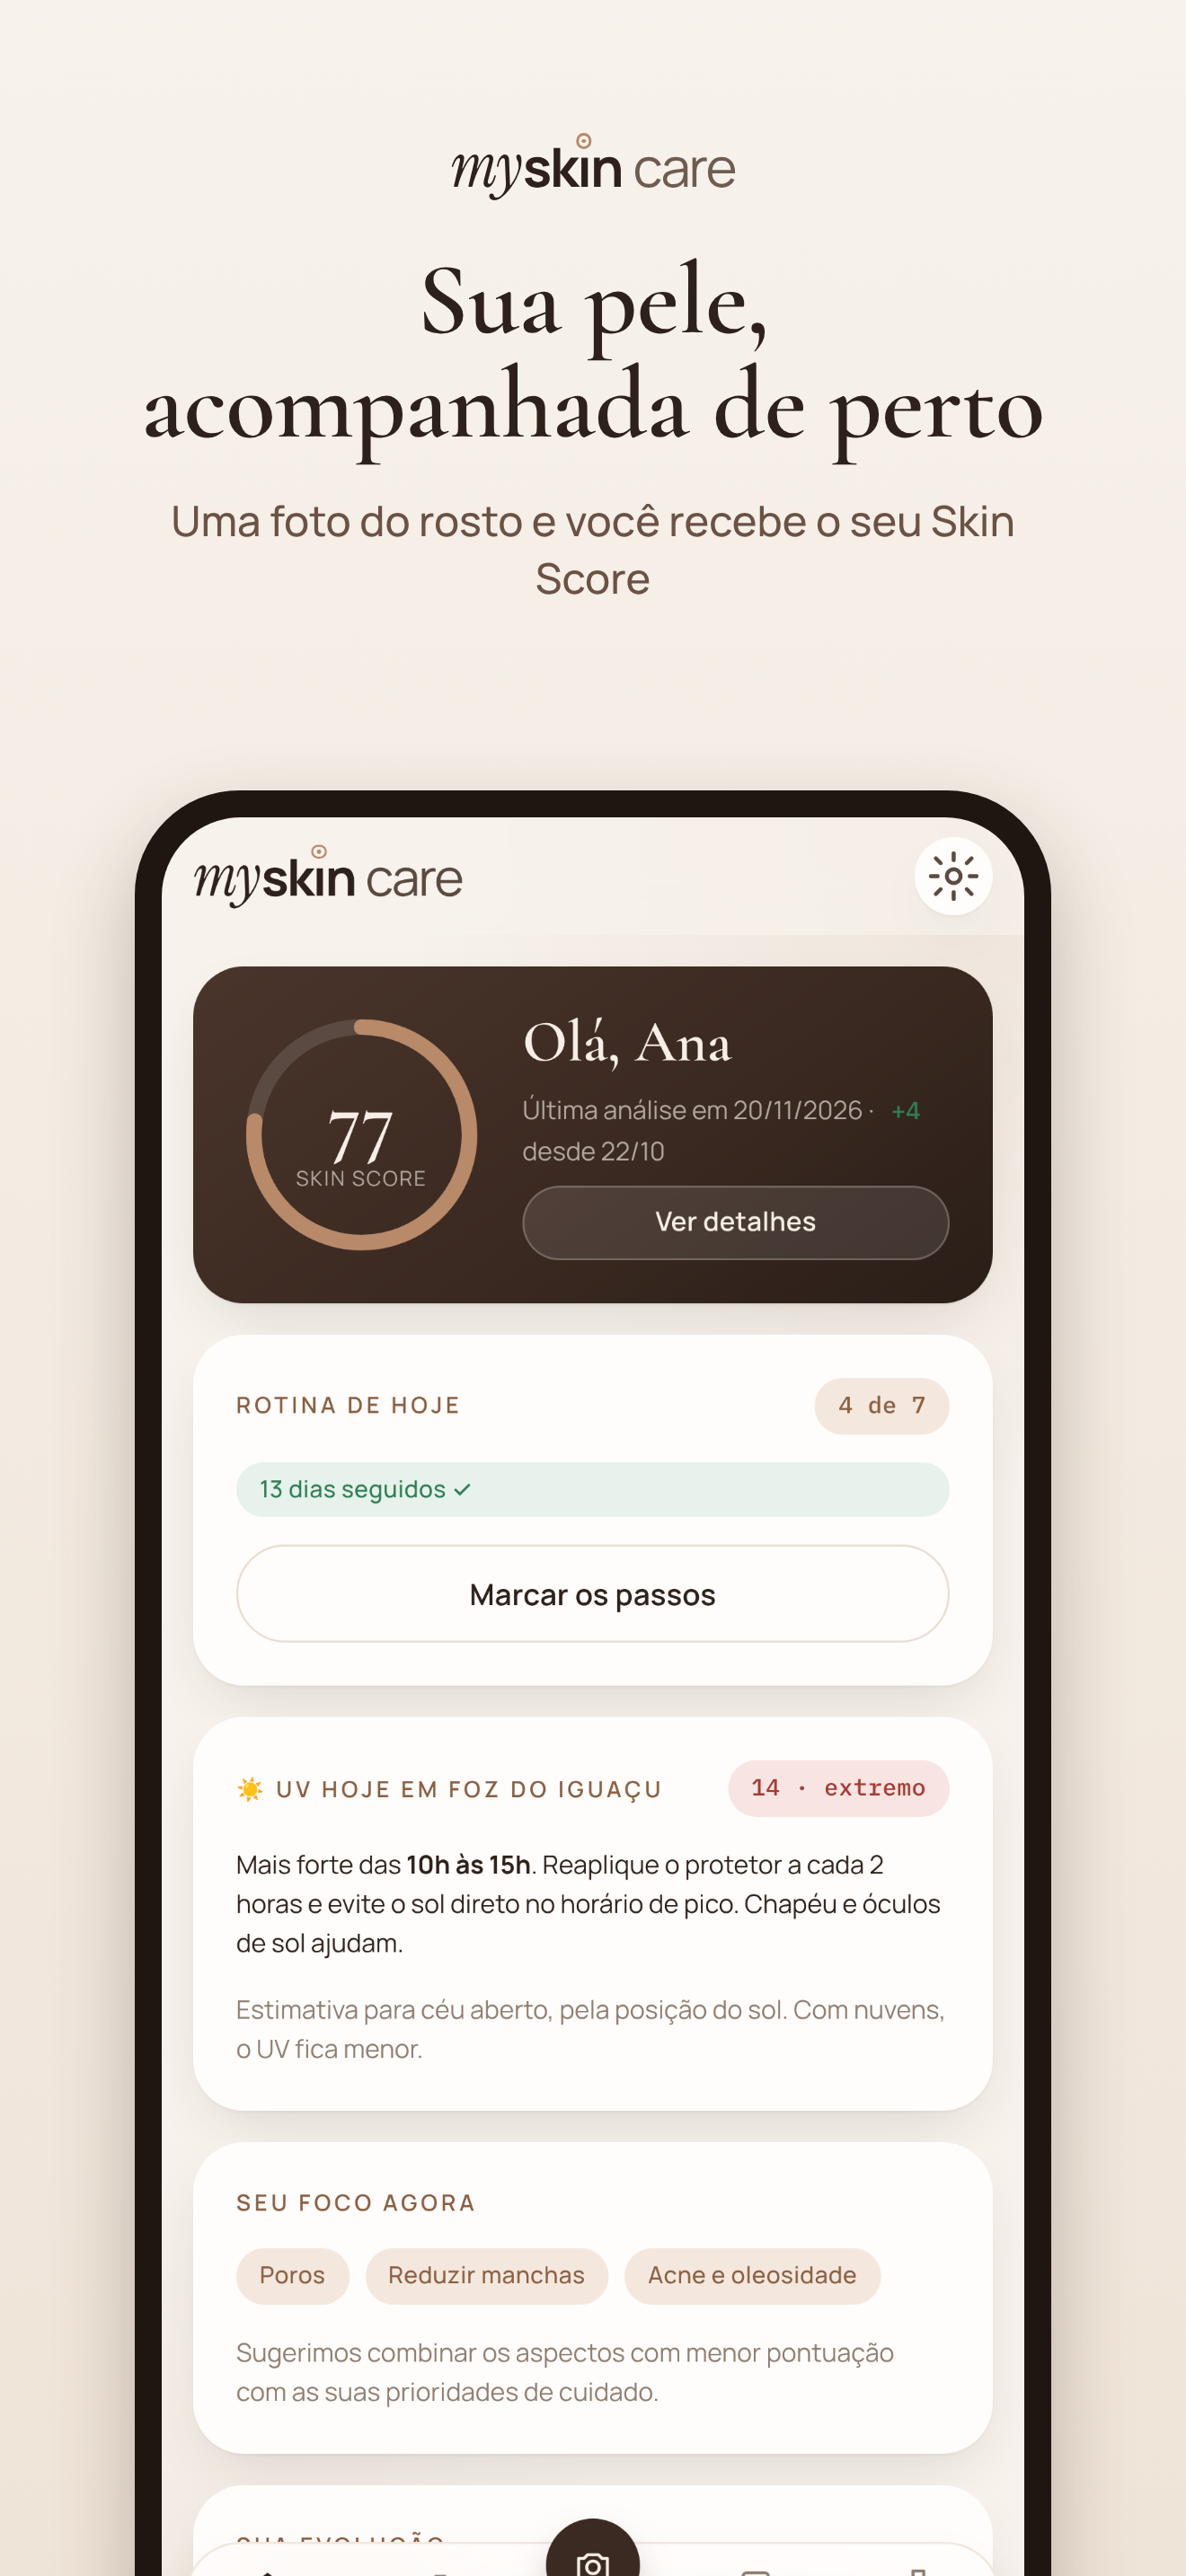 myskin care
Sua pele,
acompanhada de perto
Uma foto do rosto e você recebe o seu Skin
Score
myskin care
77
SKIN SCORE
Olá, Ana
Última análise em 20/11/2026 · +4
desde 22/10
Ver detalhes
ROTINA DE HOJE
4 de 7
13 dias seguidos ✓
Marcar os passos
☀️ UV HOJE EM FOZ DO IGUAÇU
14 · extremo
Mais forte das 10h às 15h. Reaplique o protetor a cada 2
horas e evite o sol direto no horário de pico. Chapéu e óculos
de sol ajudam.
Estimativa para céu aberto, pela posição do sol. Com nuvens,
o UV fica menor.
SEU FOCO AGORA
Poros
Reduzir manchas
Acne e oleosidade
Sugerimos combinar os aspectos com menor pontuação
com as suas prioridades de cuidado.
SUA EVOLUÇÃO